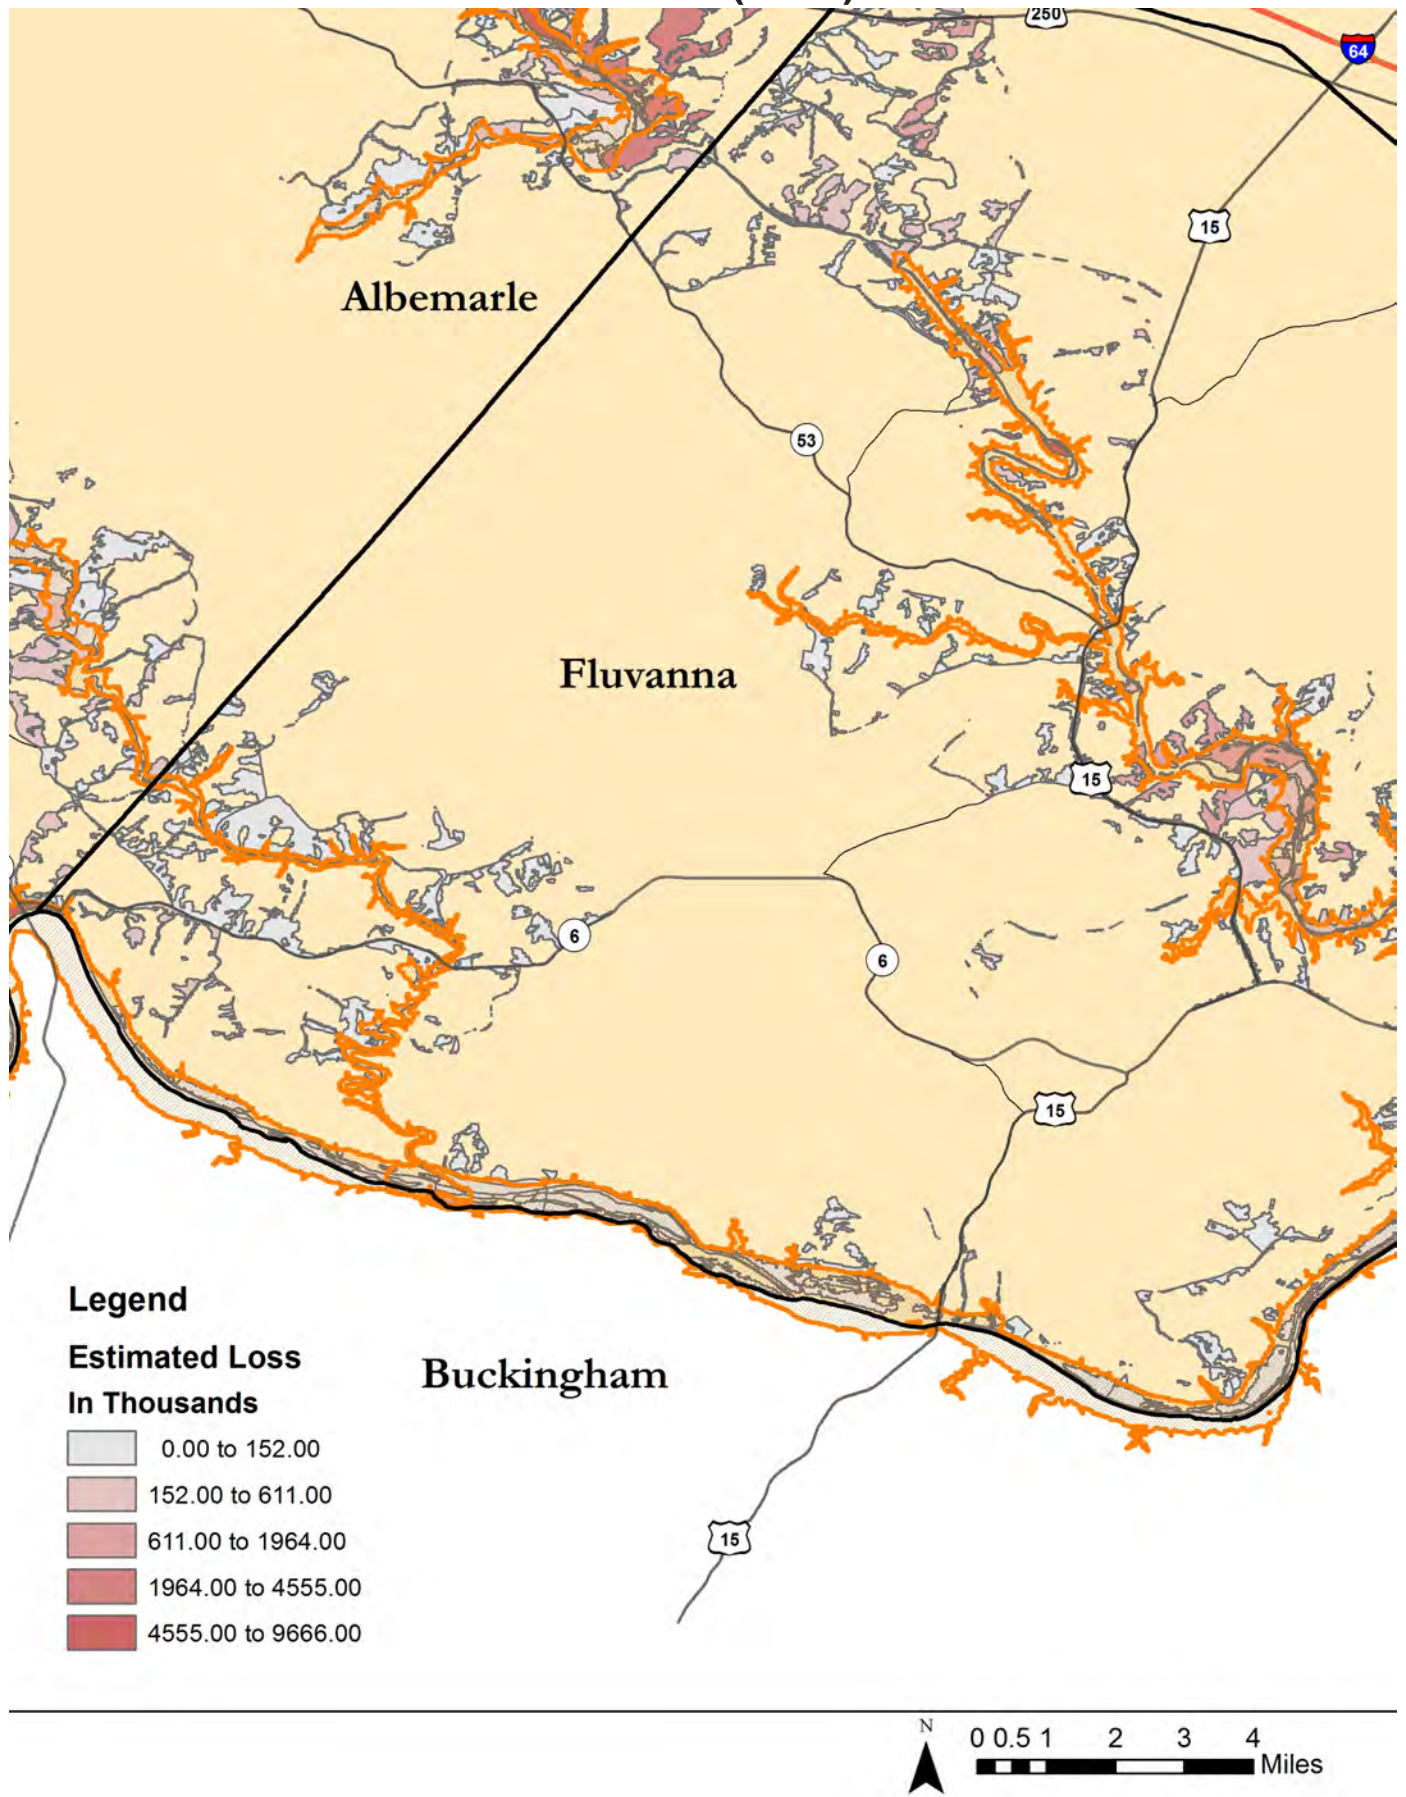 250
64
15
Albemarle
53
Fluvanna
15
6
6
15
Legend
Estimated Loss
In Thousands
0.00 to 152.00
152.00 to 611.00
611.00 to 1964.00
1964.00 to 4555.00
4555.00 to 9666.00
Buckingham
15
N
0 0.5 1 2 3 4
Miles